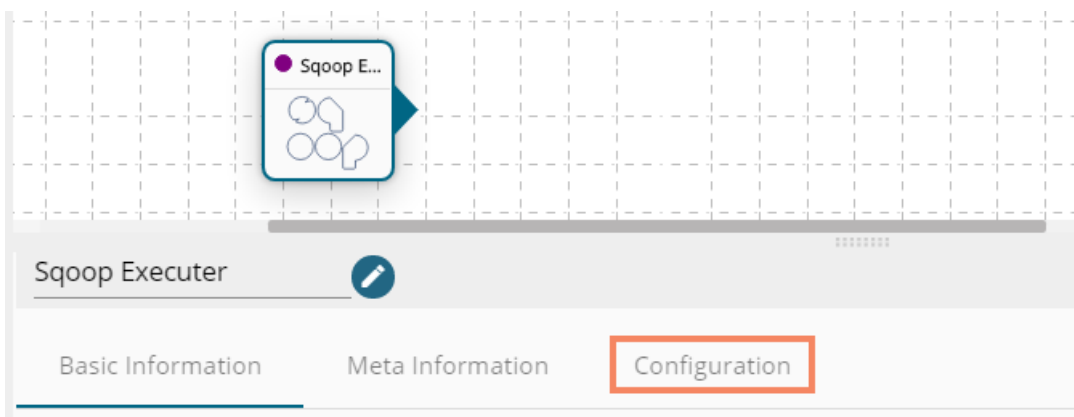 Sqoop E...
Sqoop Executer
Basic Information Meta Information Configuration